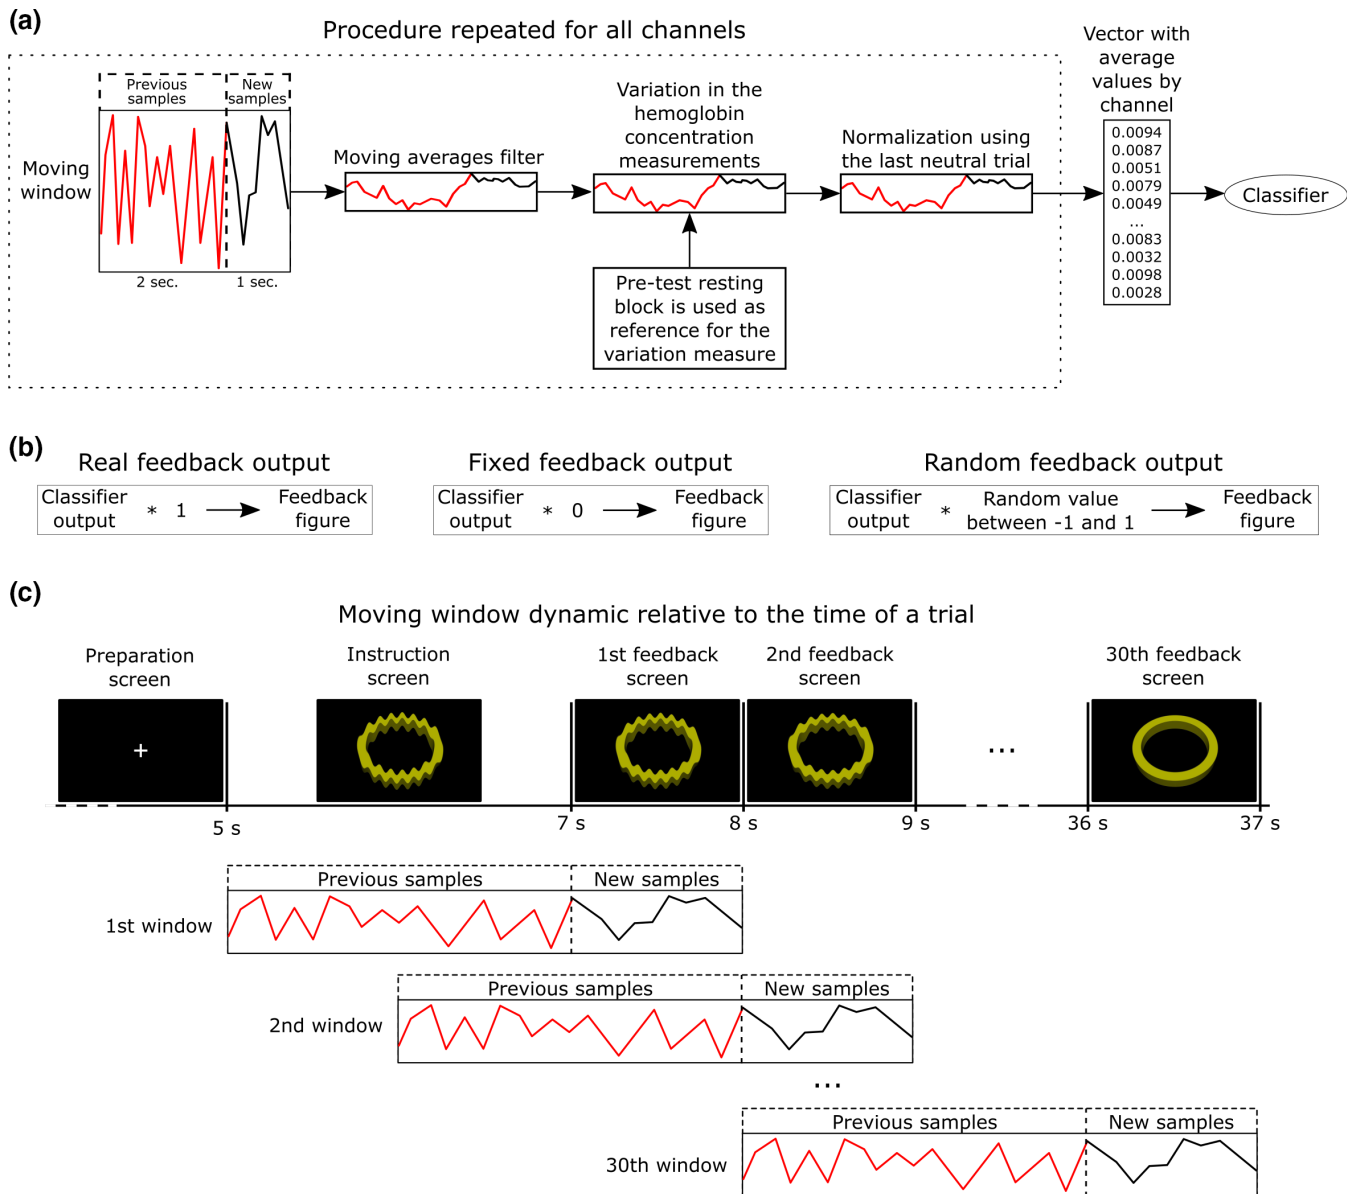 (a)
Procedure repeated for all channels
Previous
samples
New
samples
Moving
window
2 sec.
1 sec.
Moving averages filter
Variation in the
hemoglobin
concentration
measurements
Pre-test resting
block is used as
reference for the
variation measure
Normalization using
the last neutral trial
Vector with
average
values by
channel
0.0094
0.0087
0.0051
0.0079
0.0049
...
0.0083
0.0032
0.0098
0.0028
Classifier
(b)
Real feedback output
Classifier
output
* 1
Feedback
figure
Fixed feedback output
Classifier
output
* 0
Feedback
figure
Random feedback output
Classifier
output
*
Random value
between -1 and 1
Feedback
figure
(c)
Moving window dynamic relative to the time of a trial
Preparation
screen
Instruction
screen
1st feedback
screen
2nd feedback
screen
30th feedback
screen
+
...
5 s
7 s
8 s
9 s
36 s
37 s
Previous samples
New samples
1st window
Previous samples
New samples
2nd window
...
Previous samples
New samples
30th window